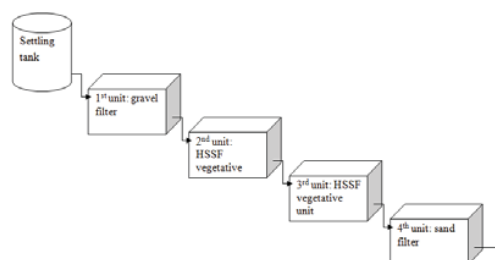 Settling
tank
1st unit: gravel
filter
2nd unit:
HSSF
vegetative
3rd unit: HSSF
vegetative
unit
4th unit: sand
filter